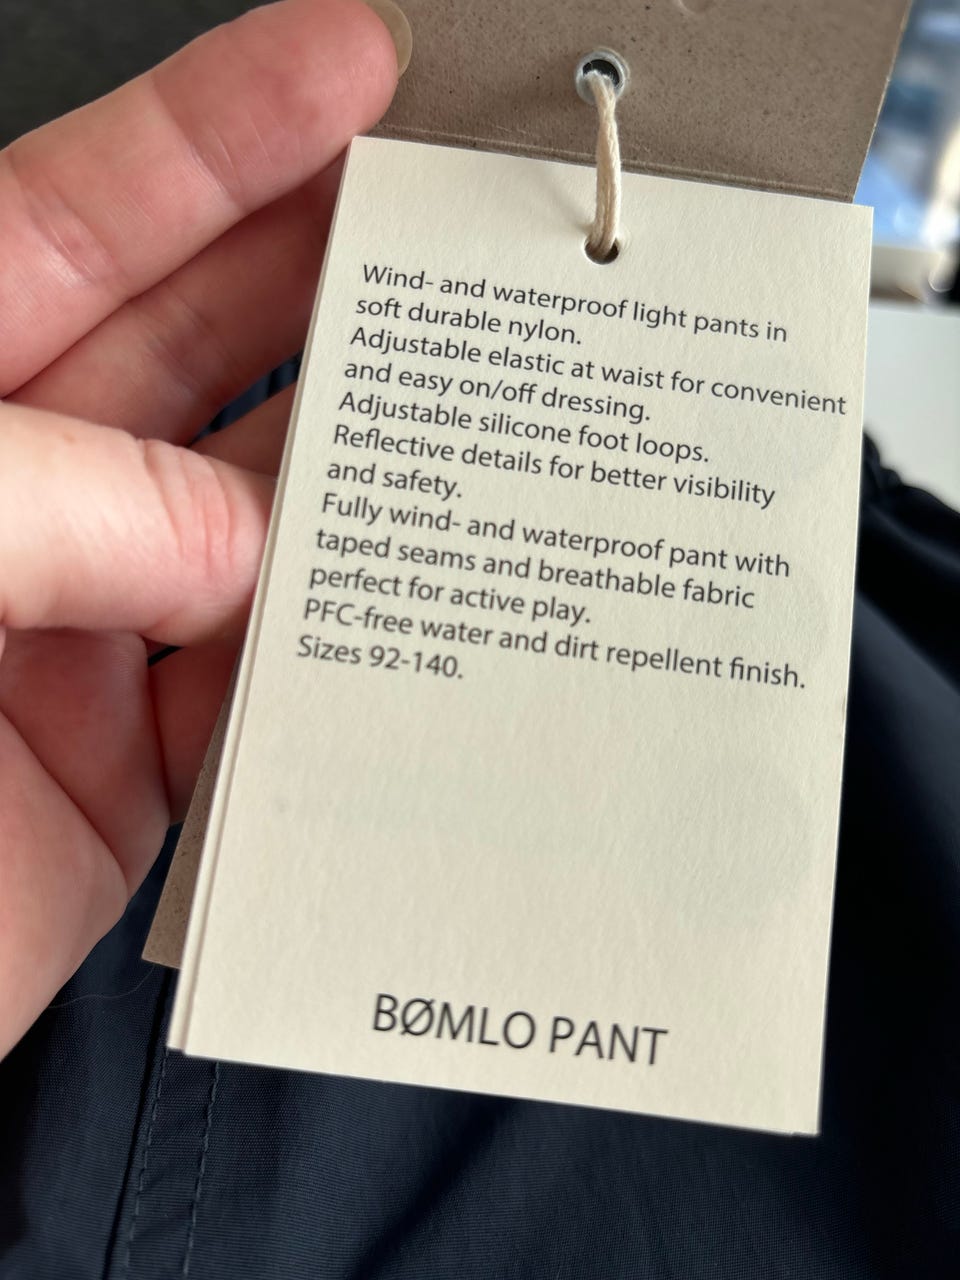 Wind- and waterproof light pants in
soft durable nylon.
Adjustable elastic at waist for convenient
and easy on/off dressing.
Adjustable silicone foot loops.
Reflective details for better visibility
and safety.
Fully wind- and waterproof pant with
taped seams and breathable fabric
perfect for active play.
PFC-free water and dirt repellent finish.
Sizes 92-140.
BØMLO PANT